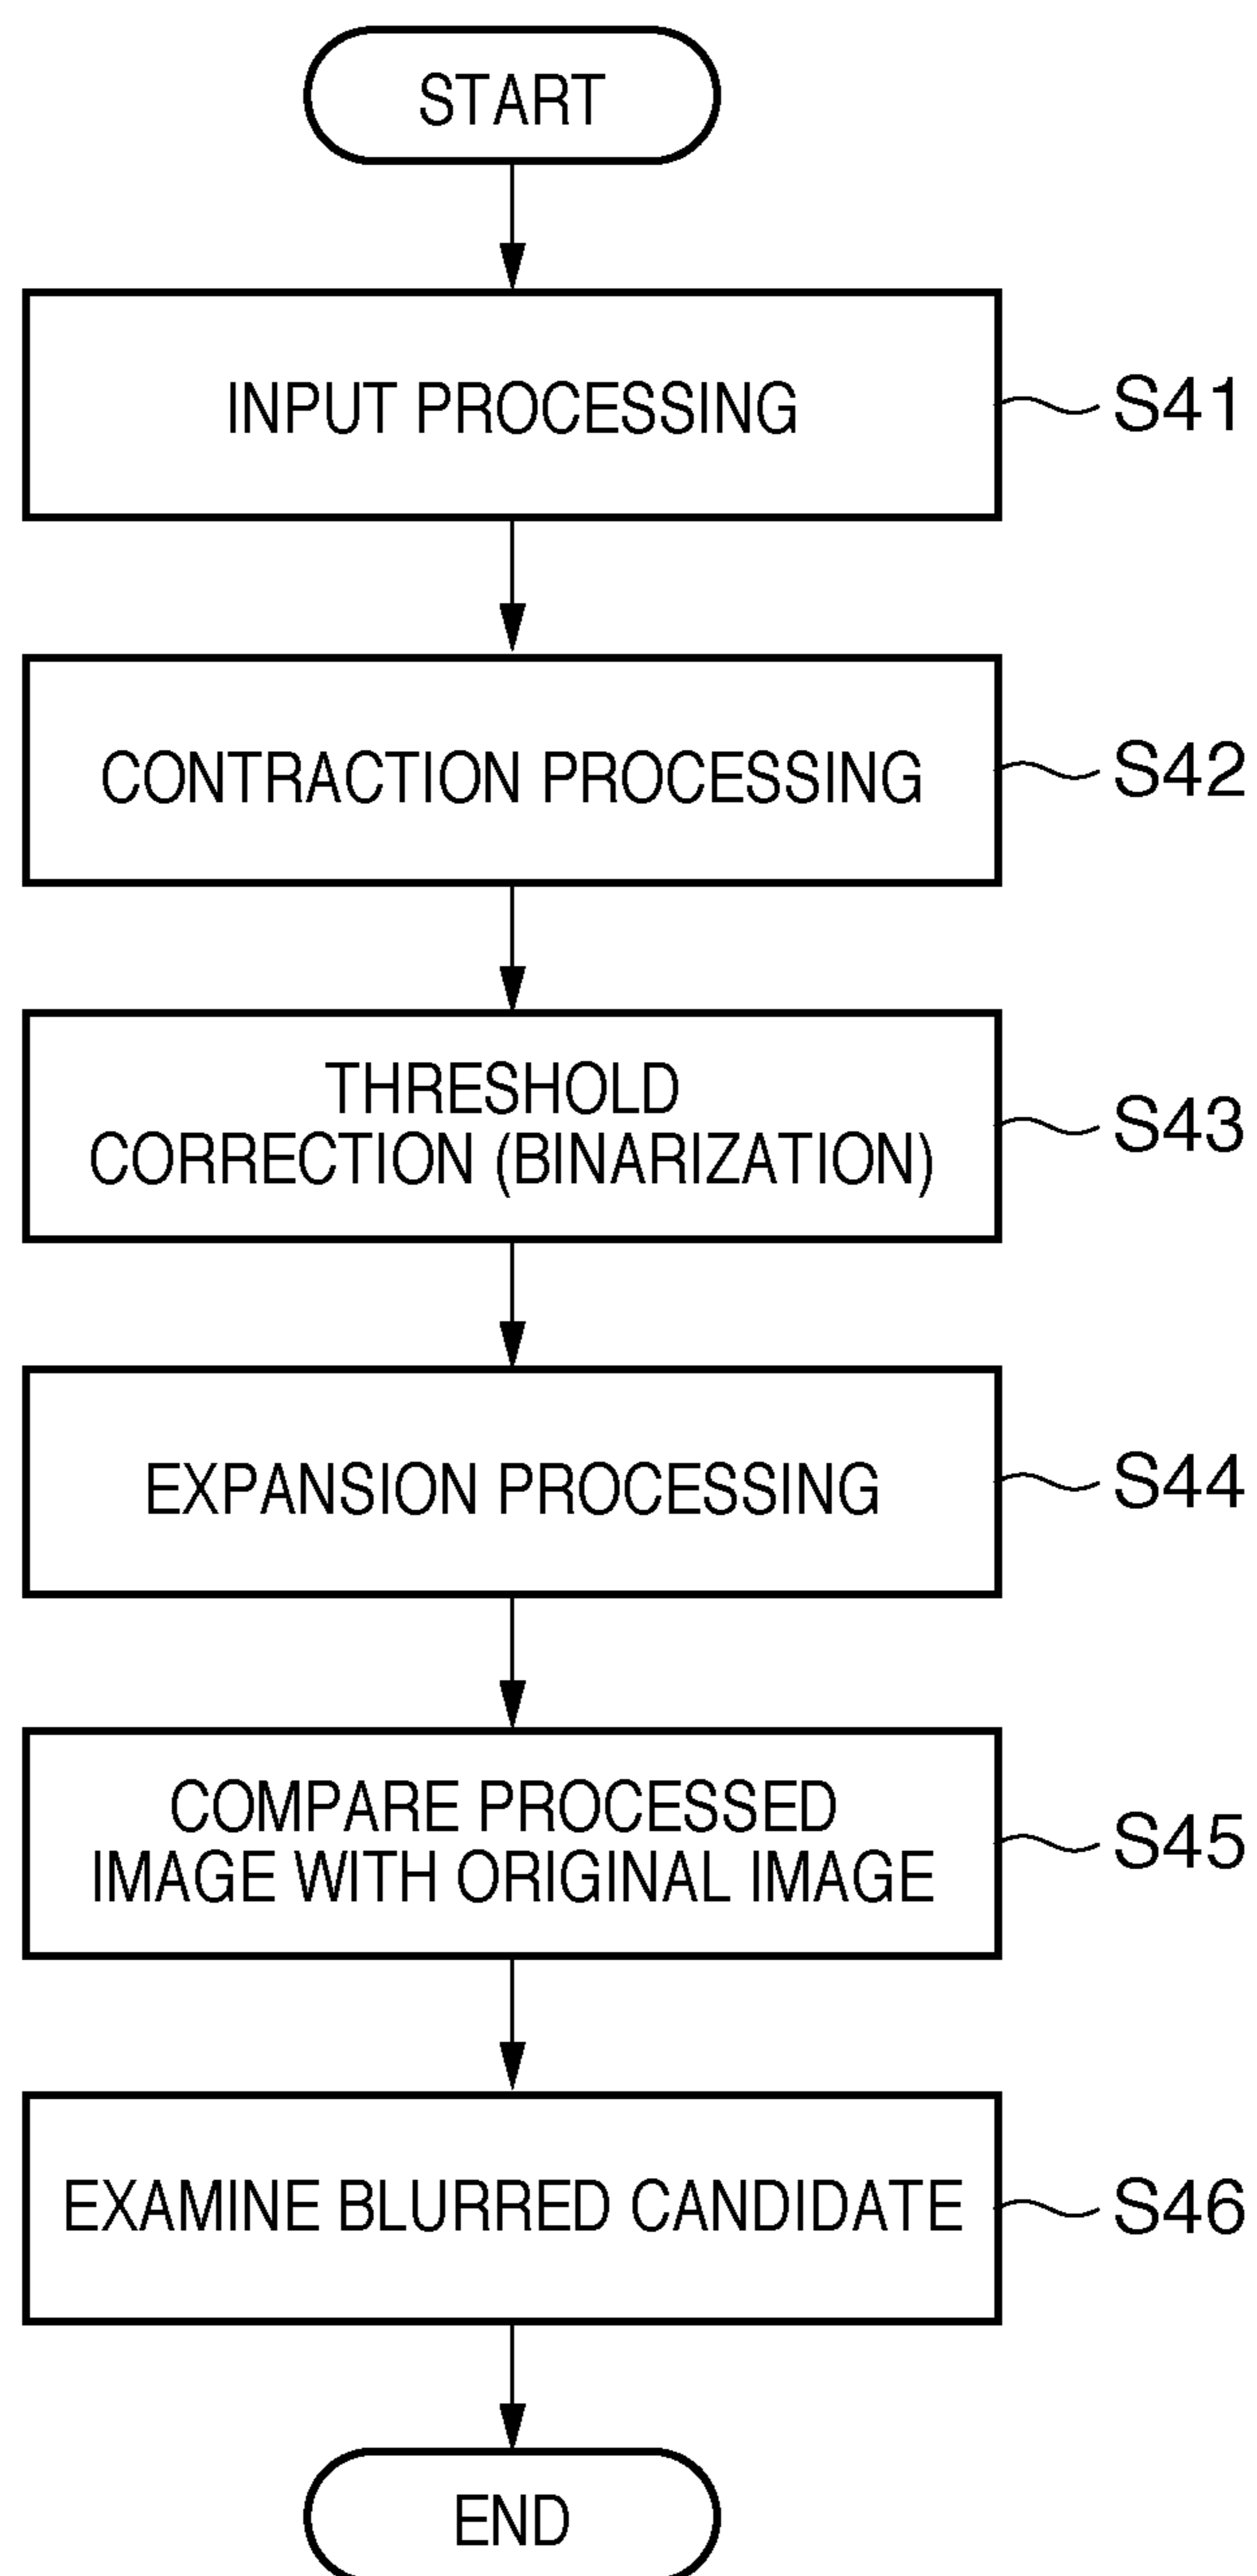 START
INPUT PROCESSING
S41
CONTRACTION PROCESSING
S42
THRESHOLD
CORRECTION (BINARIZATION)
S43
EXPANSION PROCESSING
S44
COMPARE PROCESSED
IMAGE WITH ORIGINAL IMAGE
S45
EXAMINE BLURRED CANDIDATE
S46
END